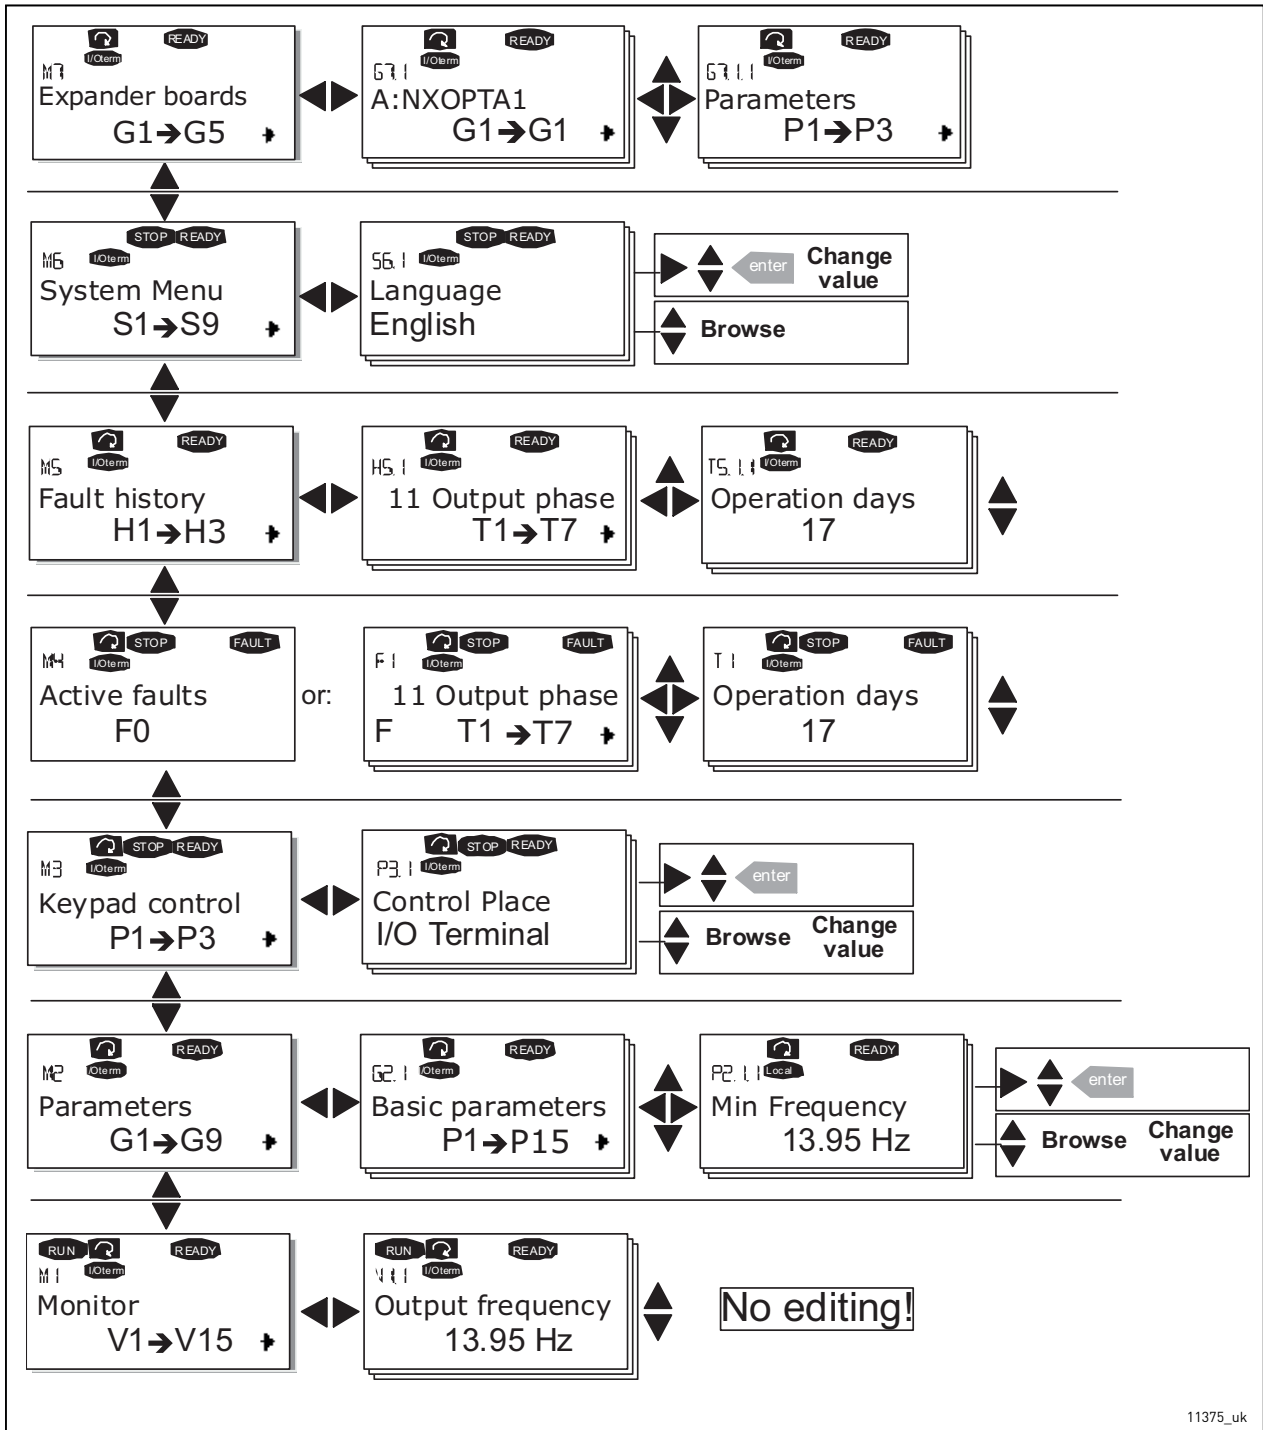 READY
I/Oterm
M7
Expander boards
G1➔G5
READY
I/Oterm
G7.1
A:NXOPTA1
G1➔G1
READY
I/Oterm
G7.1.1
Parameters
P1➔P3
STOP READY
M6 I/Oterm
System Menu
S1➔S9
STOP READY
S6.1 I/Oterm
Language
English
enter Change
value
Browse
READY
M5 I/Oterm
Fault history
H1➔H3
READY
H5.1 I/Oterm
11 Output phase
T1➔T7
READY
T5.1.1 I/Oterm
Operation days
17
STOP FAULT
M4 I/Oterm
Active faults
F0
or:
STOP FAULT
F1 I/Oterm
11 Output phase
F T1➔T7
STOP FAULT
T1 I/Oterm
Operation days
17
STOP READY
M3 I/Oterm
Keypad control
P1➔P3
STOP READY
P3.1 I/Oterm
Control Place
I/O Terminal
enter
Browse Change
value
READY
M2 I/Oterm
Parameters
G1➔G9
READY
G2.1 I/Oterm
Basic parameters
P1➔P15
READY
P2.1.1 Local
Min Frequency
13.95 Hz
enter
Browse Change
value
RUN READY
M1 I/Oterm
Monitor
V1➔V15
RUN READY
V1.1 I/Oterm
Output frequency
13.95 Hz
No editing!
11375_uk